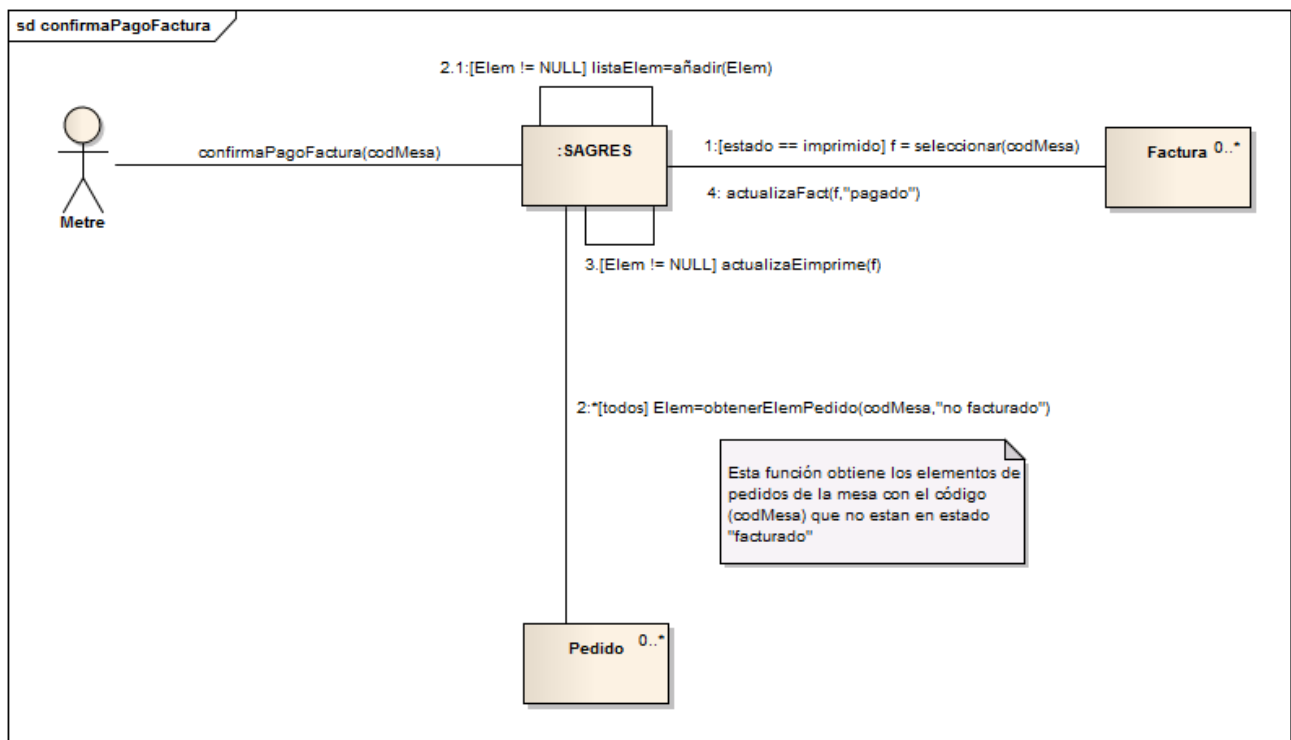 sd confirmaPagoFactura
2.1:[Elem != NULL] listaElem=añadir(Elem)
confirmaPagoFactura(codMesa)
:SAGRES
1:[estado == imprimido] f = seleccionar(codMesa)
Factura 0..*
4: actualizaFact(f,"pagado")
Metre
3.[Elem != NULL] actualizaEimprime(f)
2:*[todos] Elem=obtenerElemPedido(codMesa,"no facturado")
Esta función obtiene los elementos de
pedidos de la mesa con el código
(codMesa) que no estan en estado
"facturado"
Pedido 0..*